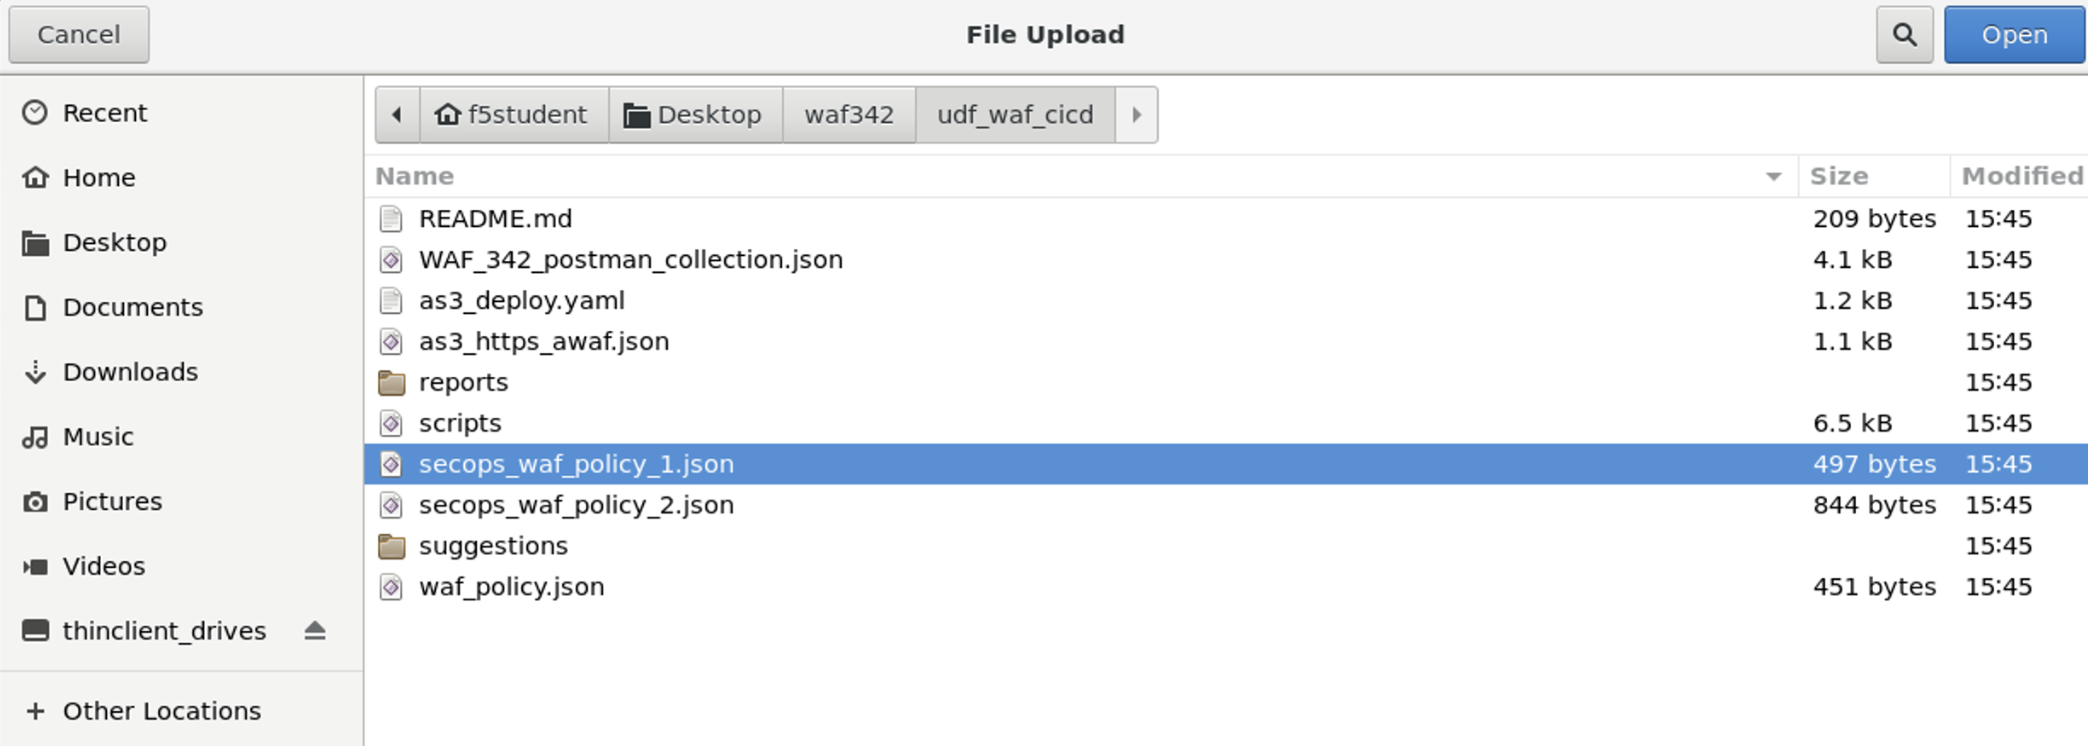 Cancel File Upload Open
Recent
Home
Desktop
Documents
Downloads
Music
Pictures
Videos
thinclient_drives
Other Locations
f5student Desktop waf342 udf_waf_cicd
Name Size Modified
README.md 209 bytes 15:45
WAF_342_postman_collection.json 4.1 kB 15:45
as3_deploy.yaml 1.2 kB 15:45
as3_https_awaf.json 1.1 kB 15:45
reports 15:45
scripts 6.5 kB 15:45
secops_waf_policy_1.json 497 bytes 15:45
secops_waf_policy_2.json 844 bytes 15:45
suggestions 15:45
waf_policy.json 451 bytes 15:45